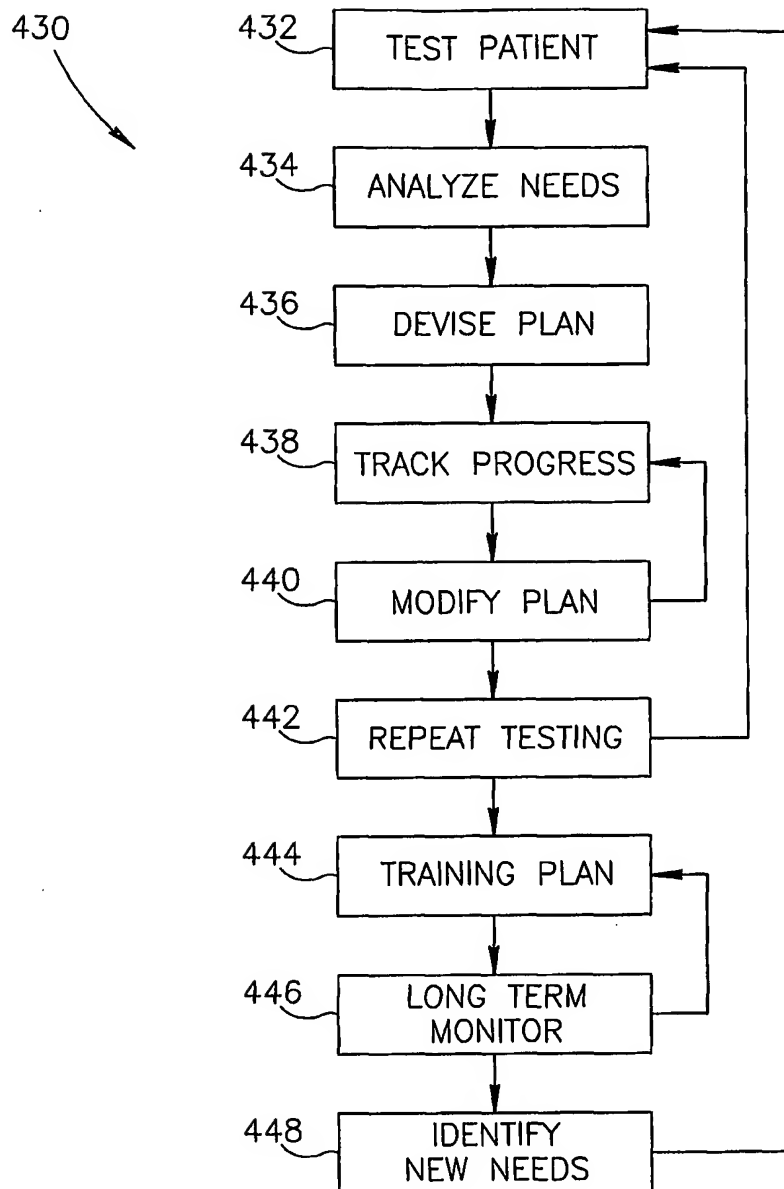 430
432
TEST PATIENT
434
ANALYZE NEEDS
436
DEVISE PLAN
438
TRACK PROGRESS
440
MODIFY PLAN
442
REPEAT TESTING
444
TRAINING PLAN
446
LONG TERM
MONITOR
448
IDENTIFY
NEW NEEDS